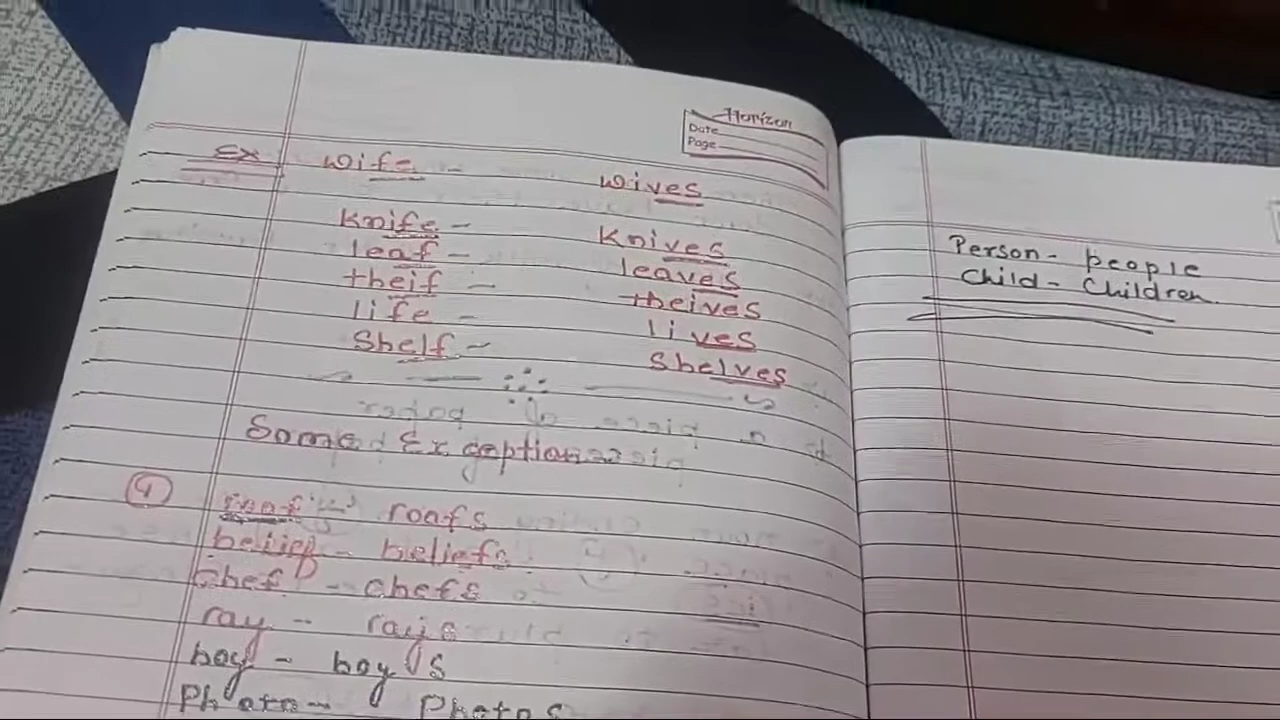 Horizon
Date
Page
Ex wife - wives
Knife - Knives
leaf - leaves
theif - theives
life - lives
Shelf - Shelves
Some Exceptions
roof roofs
belief - beliefs
Chef - chefs
ray - rays
boy - boys
Photo - Photos
Person - people
Child - Children